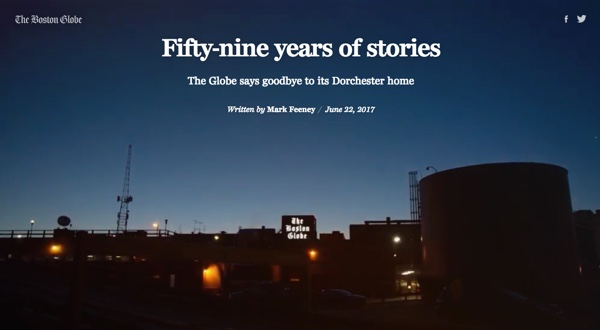 The Boston Globe
Fifty-nine years of stories
The Globe says goodbye to its Dorchester home
Written by Mark Feeney / June 22, 2017
The
Boston
Globe